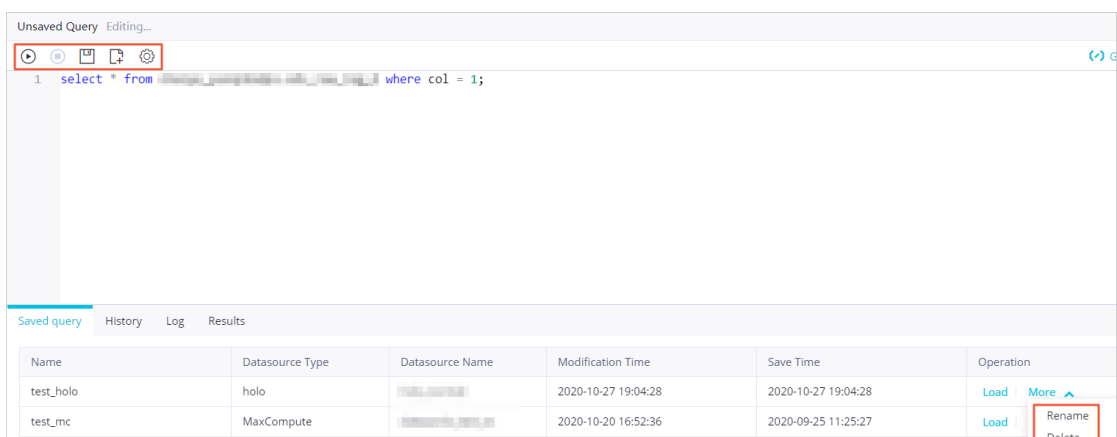 Unsaved Query Editing...
1 select * from where col = 1;
Saved query History Log Results
Name Datasource Type Datasource Name Modification Time Save Time Operation
test_holo holo 2020-10-27 19:04:28 2020-10-27 19:04:28 Load More
test_mc MaxCompute 2020-10-20 16:52:36 2020-09-25 11:25:27 Load Rename
Delete